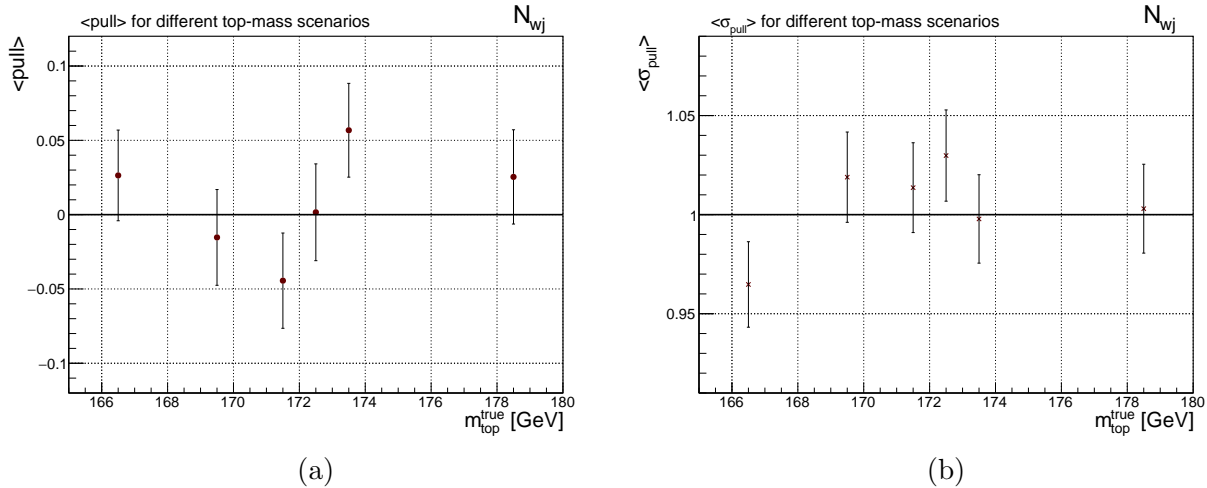 <pull> for different top-mass scenarios
N_wj
<pull>
0.1
0.05
0
−0.05
−0.1
166 168 170 172 174 176 178 180
m_top^true [GeV]
(a)
<σ_pull> for different top-mass scenarios
N_wj
<σ_pull>
1.05
1
0.95
166 168 170 172 174 176 178 180
m_top^true [GeV]
(b)